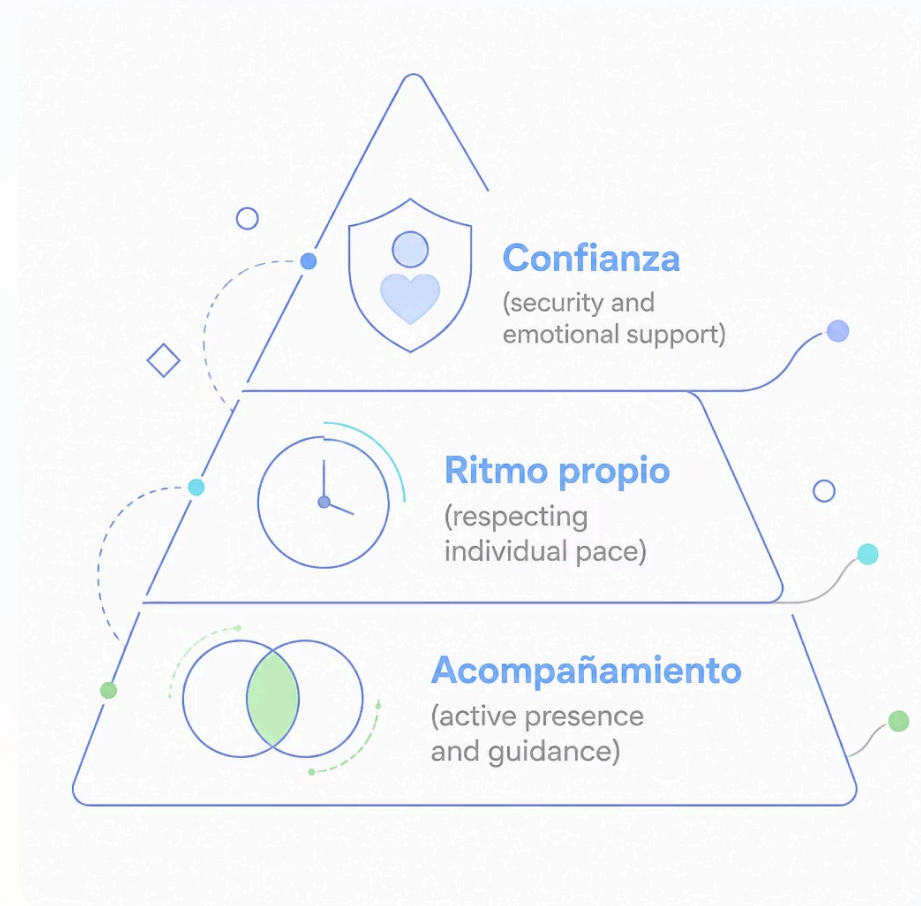 Confianza
(security and
emotional support)
Ritmo propio
(respecting
individual pace)
Acompañamiento
(active presence
and guidance)